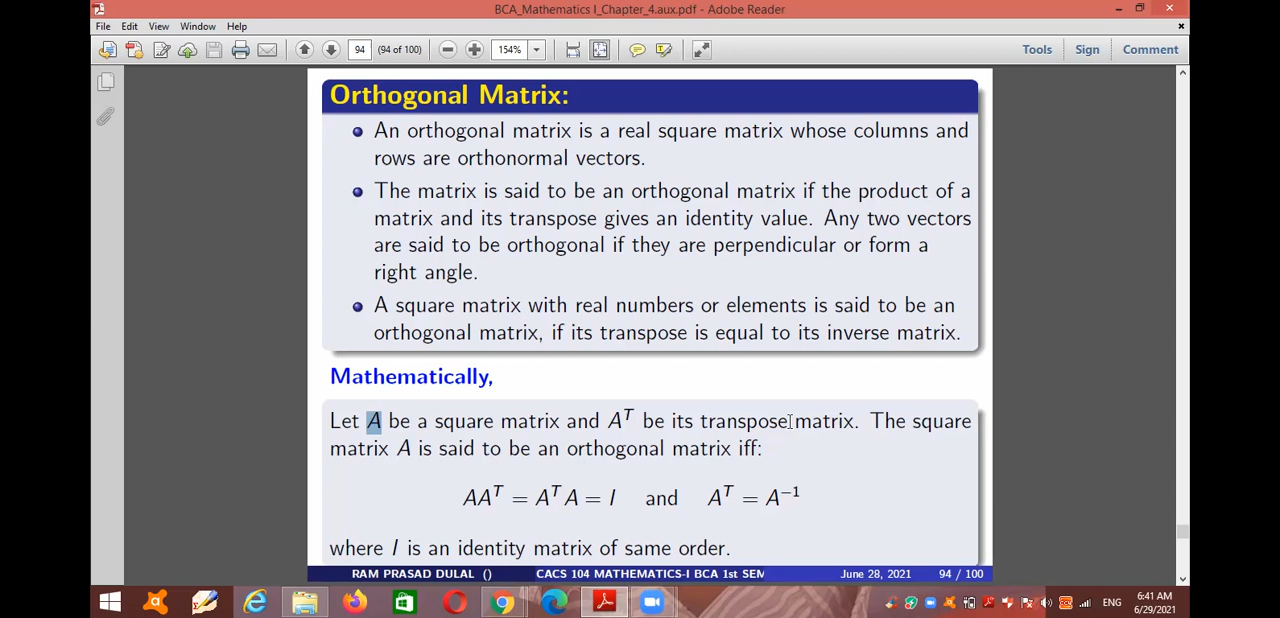 BCA_Mathematics I_Chapter_4.aux.pdf - Adobe Reader
File Edit View Window Help
94 (94 of 100) 154% Tools Sign Comment
Orthogonal Matrix:
An orthogonal matrix is a real square matrix whose columns and
rows are orthonormal vectors.
The matrix is said to be an orthogonal matrix if the product of a
matrix and its transpose gives an identity value. Any two vectors
are said to be orthogonal if they are perpendicular or form a
right angle.
A square matrix with real numbers or elements is said to be an
orthogonal matrix, if its transpose is equal to its inverse matrix.
Mathematically,
Let A be a square matrix and Aᵀ be its transpose matrix. The square
matrix A is said to be an orthogonal matrix iff:
AAᵀ = AᵀA = I and Aᵀ = A⁻¹
where I is an identity matrix of same order.
RAM PRASAD DULAL () CACS 104 MATHEMATICS-I BCA 1st SEM June 28, 2021 94 / 100
ENG 6:41 AM
6/29/2021